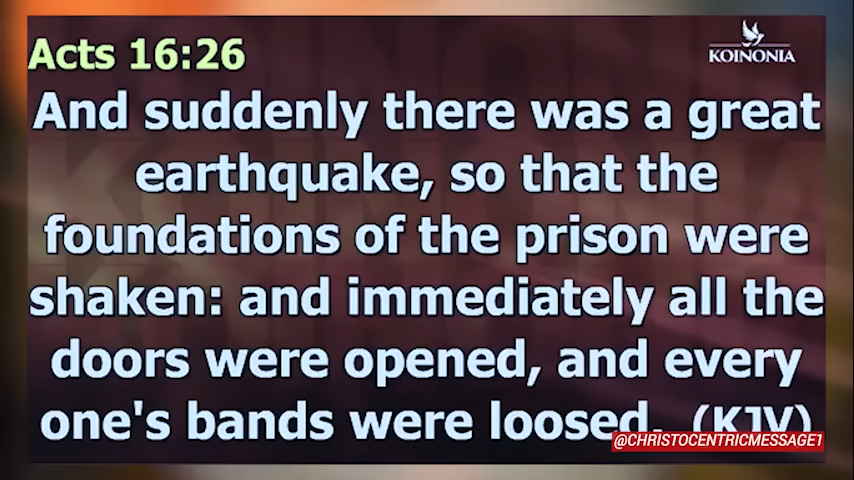 Acts 16:26
KOINONIA
And suddenly there was a great
earthquake, so that the
foundations of the prison were
shaken: and immediately all the
doors were opened, and every
one's bands were loosed. (KJV)
@CHRISTOCENTRICMESSAGE1